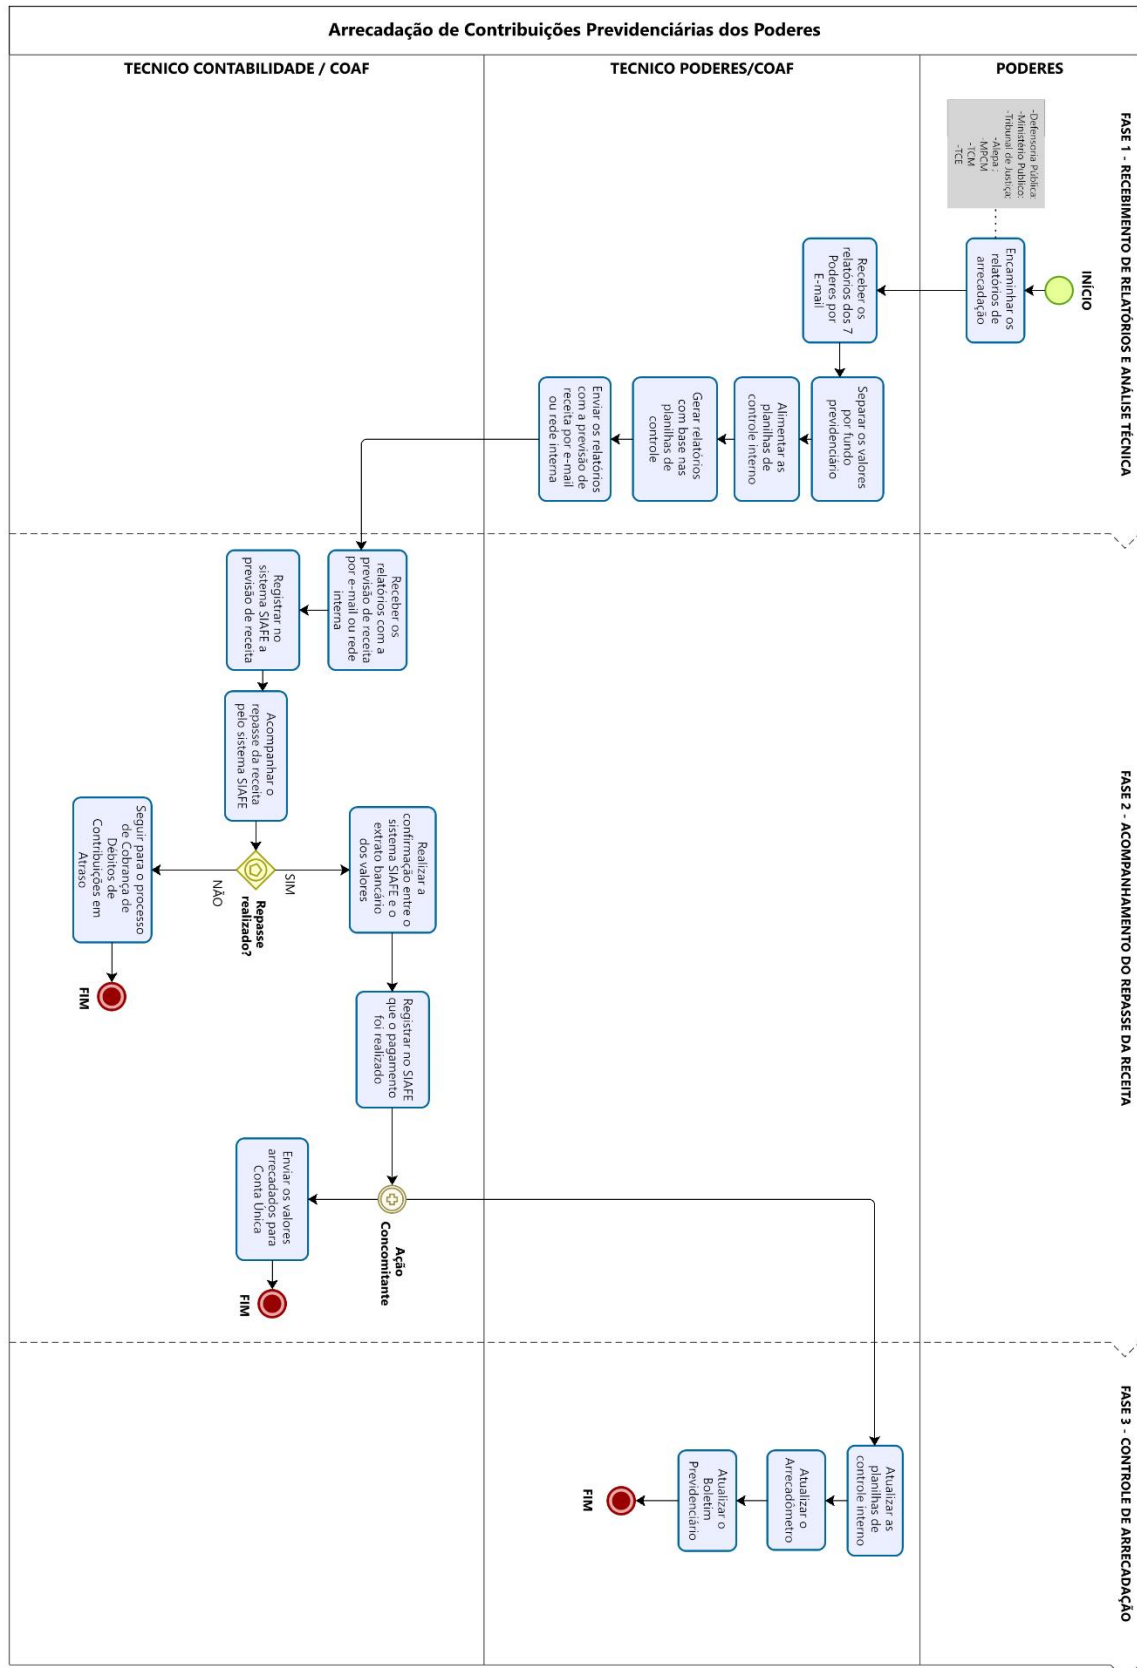 Arrecadação de Contribuições Previdenciárias dos Poderes
TECNICO CONTABILIDADE / COAF
TECNICO PODERES/COAF
PODERES
FASE 1 - RECEBIMENTO DE RELATÓRIOS E ANÁLISE TÉCNICA
-Defensoria Pública;
-Ministério Publico;
-Tribunal de Justiça;
-Alepa ;
-MPCM
-TCM
-TCE
INÍCIO
Encaminhar os
relatórios de
arrecadação
Receber os
relatórios dos 7
Poderes por
E-mail
Separar os valores
por fundo
previdenciário
Alimentar as
planilhas de
controle interno
Gerar relatórios
com base nas
planilhas de
controle
Enviar os relatórios
com a previsão de
receita por e-mail
ou rede interna
FASE 2 - ACOMPANHAMENTO DO REPASSE DA RECEITA
Receber os
relatórios com a
previsão de receita
por e-mail ou rede
interna
Registrar no
sistema SIAFE a
previsão de receita
Acompanhar o
repasse da receita
pelo sistema SIAFE
Repasse
realizado?
SIM
NÃO
Realizar a
confirmação entre o
sistema SIAFE e o
extrato bancário
dos valores
Seguir para o processo
de Cobrança de
Débitos de
Contribuições em
Atraso
FIM
Registrar no SIAFE
que o pagamento
foi realizado
Ação
Concomitante
Enviar os valores
arrecadados para
Conta Única
FIM
FASE 3 - CONTROLE DE ARRECADAÇÃO
Atualizar as
planilhas de
controle interno
Atualizar o
Arrecadômetro
Atualizar o
Boletim
Previdenciário
FIM